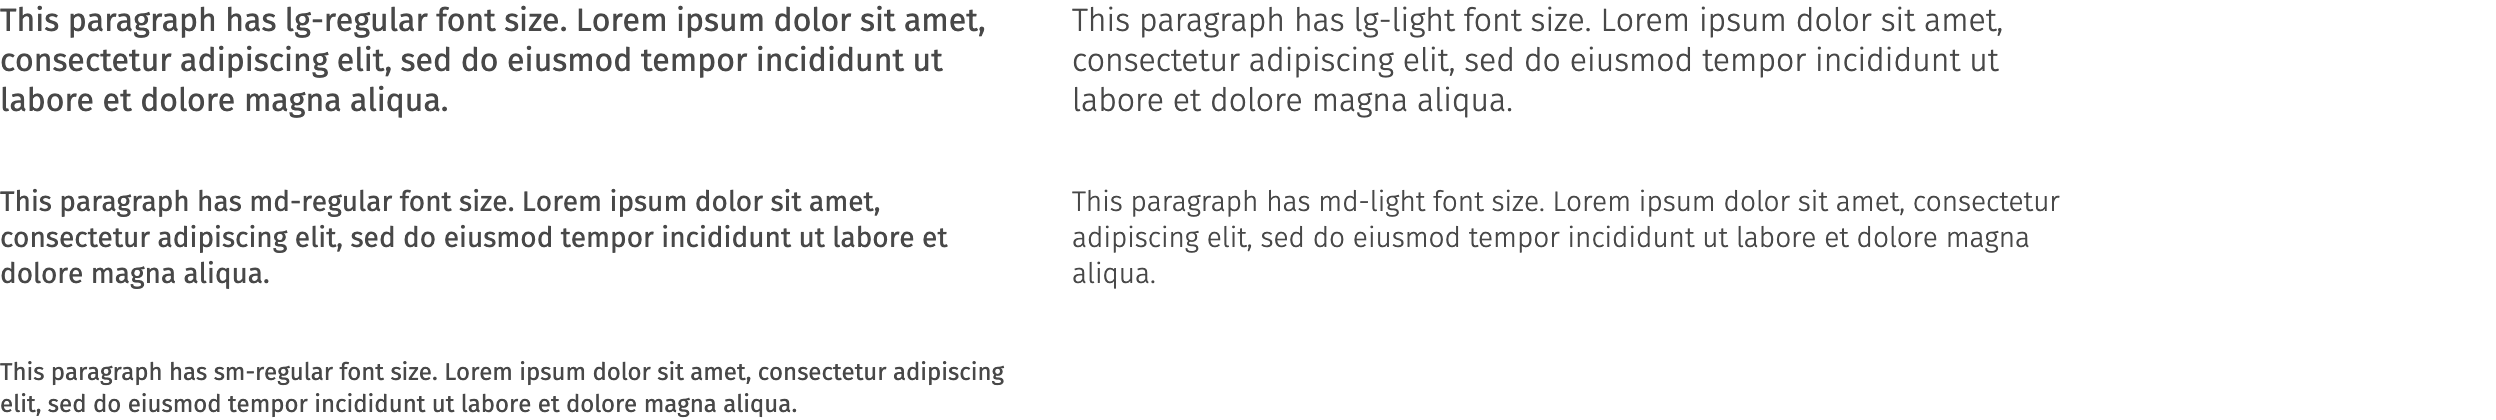 This paragraph has lg-regular font size. Lorem ipsum dolor sit amet,
consectetur adipiscing elit, sed do eiusmod tempor incididunt ut
labore et dolore magna aliqua.
This paragraph has lg-light font size. Lorem ipsum dolor sit amet,
consectetur adipiscing elit, sed do eiusmod tempor incididunt ut
labore et dolore magna aliqua.
This paragraph has md-regular font size. Lorem ipsum dolor sit amet,
consectetur adipiscing elit, sed do eiusmod tempor incididunt ut labore et
dolore magna aliqua.
This paragraph has md-light font size. Lorem ipsum dolor sit amet, consectetur
adipiscing elit, sed do eiusmod tempor incididunt ut labore et dolore magna
aliqua.
This paragraph has sm-regular font size. Lorem ipsum dolor sit amet, consectetur adipiscing
elit, sed do eiusmod tempor incididunt ut labore et dolore magna aliqua.